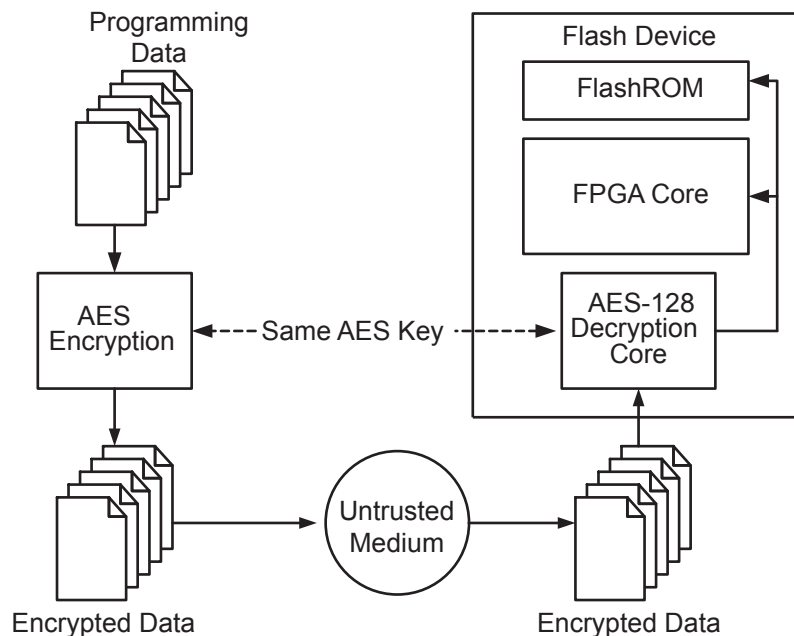 Programming
Data
Flash Device
FlashROM
FPGA Core
AES
Encryption
Same AES Key
AES-128
Decryption
Core
Untrusted
Medium
Encrypted Data
Encrypted Data